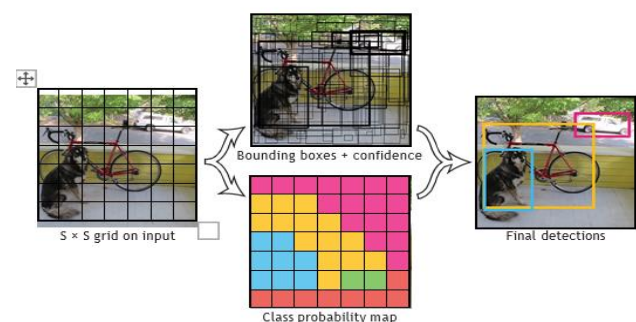 S × S grid on input
Bounding boxes + confidence
Class probability map
Final detections